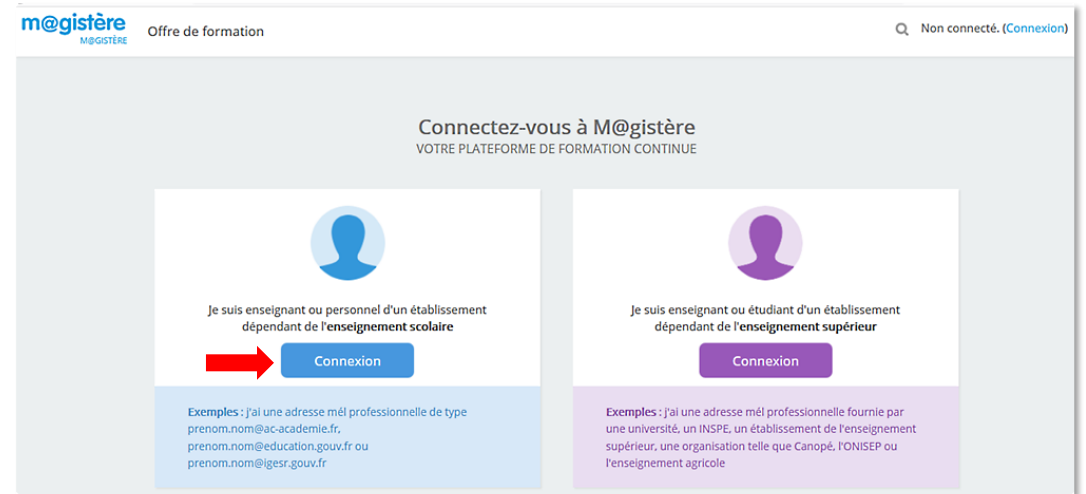 m@gistère
M@GISTÈRE
Offre de formation
Non connecté. (Connexion)
Connectez-vous à M@gistère
VOTRE PLATEFORME DE FORMATION CONTINUE
Je suis enseignant ou personnel d'un établissement
dépendant de l'enseignement scolaire
Connexion
Exemples : j'ai une adresse mél professionnelle de type
prenom.nom@ac-academie.fr,
prenom.nom@education.gouv.fr ou
prenom.nom@igesr.gouv.fr
Je suis enseignant ou étudiant d'un établissement
dépendant de l'enseignement supérieur
Connexion
Exemples : j'ai une adresse mél professionnelle fournie par
une université, un INSPE, un établissement de l'enseignement
supérieur, une organisation telle que Canopé, l'ONISEP ou
l'enseignement agricole